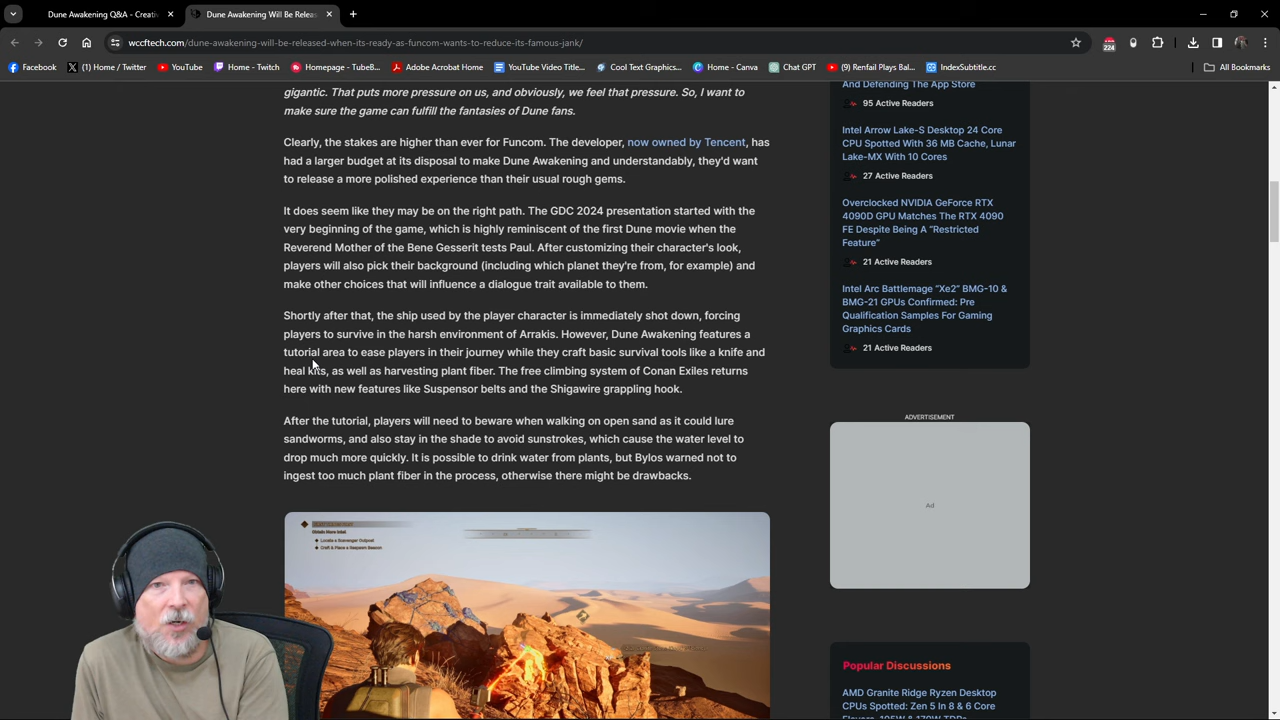 Dune Awakening Q&A - Creativ
Dune Awakening Will Be Releas
wccftech.com/dune-awakening-will-be-released-when-its-ready-as-funcom-wants-to-reduce-its-famous-jank/
224
Facebook
(1) Home / Twitter
YouTube
Home - Twitch
Homepage - TubeB...
Adobe Acrobat Home
YouTube Video Title...
Cool Text Graphics...
Home - Canva
Chat GPT
(9) Renfail Plays Bal...
IndexSubtitle.cc
All Bookmarks
gigantic. That puts more pressure on us, and obviously, we feel that pressure. So, I want to
make sure the game can fulfill the fantasies of Dune fans.
Clearly, the stakes are higher than ever for Funcom. The developer, now owned by Tencent, has
had a larger budget at its disposal to make Dune Awakening and understandably, they'd want
to release a more polished experience than their usual rough gems.
It does seem like they may be on the right path. The GDC 2024 presentation started with the
very beginning of the game, which is highly reminiscent of the first Dune movie when the
Reverend Mother of the Bene Gesserit tests Paul. After customizing their character's look,
players will also pick their background (including which planet they're from, for example) and
make other choices that will influence a dialogue trait available to them.
Shortly after that, the ship used by the player character is immediately shot down, forcing
players to survive in the harsh environment of Arrakis. However, Dune Awakening features a
tutorial area to ease players in their journey while they craft basic survival tools like a knife and
heal kits, as well as harvesting plant fiber. The free climbing system of Conan Exiles returns
here with new features like Suspensor belts and the Shigawire grappling hook.
After the tutorial, players will need to beware when walking on open sand as it could lure
sandworms, and also stay in the shade to avoid sunstrokes, which cause the water level to
drop much more quickly. It is possible to drink water from plants, but Bylos warned not to
ingest too much plant fiber in the process, otherwise there might be drawbacks.
Obtain More Intel
Locate a Scavenger Outpost
Craft & Place a Respawn Beacon
And Defending The App Store
95 Active Readers
Intel Arrow Lake-S Desktop 24 Core
CPU Spotted With 36 MB Cache, Lunar
Lake-MX With 10 Cores
27 Active Readers
Overclocked NVIDIA GeForce RTX
4090D GPU Matches The RTX 4090
FE Despite Being A "Restricted
Feature"
21 Active Readers
Intel Arc Battlemage "Xe2" BMG-10 &
BMG-21 GPUs Confirmed: Pre
Qualification Samples For Gaming
Graphics Cards
21 Active Readers
ADVERTISEMENT
Ad
Popular Discussions
AMD Granite Ridge Ryzen Desktop
CPUs Spotted: Zen 5 In 8 & 6 Core